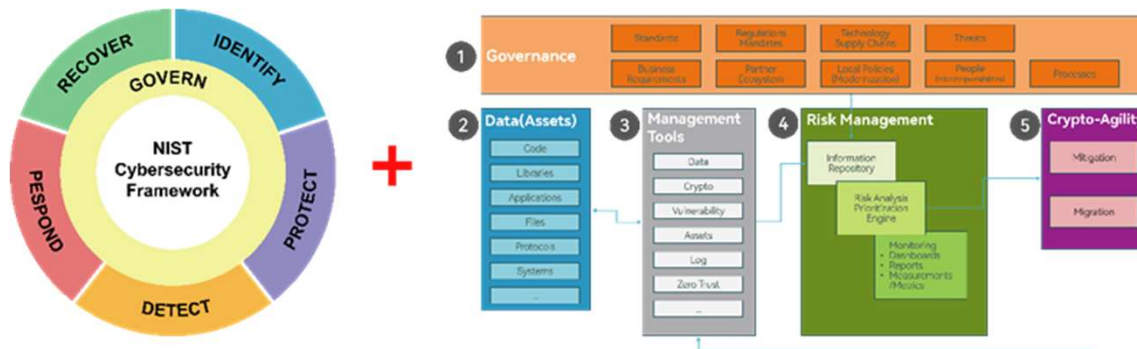 RECOVER
IDENTIFY
GOVERN
NIST
Cybersecurity
Framework
PESPOND
PROTECT
DETECT
+
1
Governance
Standards
Regulations,
Mandates
Technology
Supply Chains
Threats
Business
Requirements
Partner
Ecosystem
Local Policies
(Modernization)
People
Processes
2
Data(Assets)
Code
Libraries
Applications
Files
Protocols
Systems
...
3
Management
Tools
Data
Crypto
Vulnerability
Assets
Log
Zero Trust
...
4
Risk Management
Information
Repository
Risk Analysis
Prioritization
Engine
Monitoring
• Dashboards
• Reports
• Measurements
/Metrics
5
Crypto-Agility
Mitigation
Migration